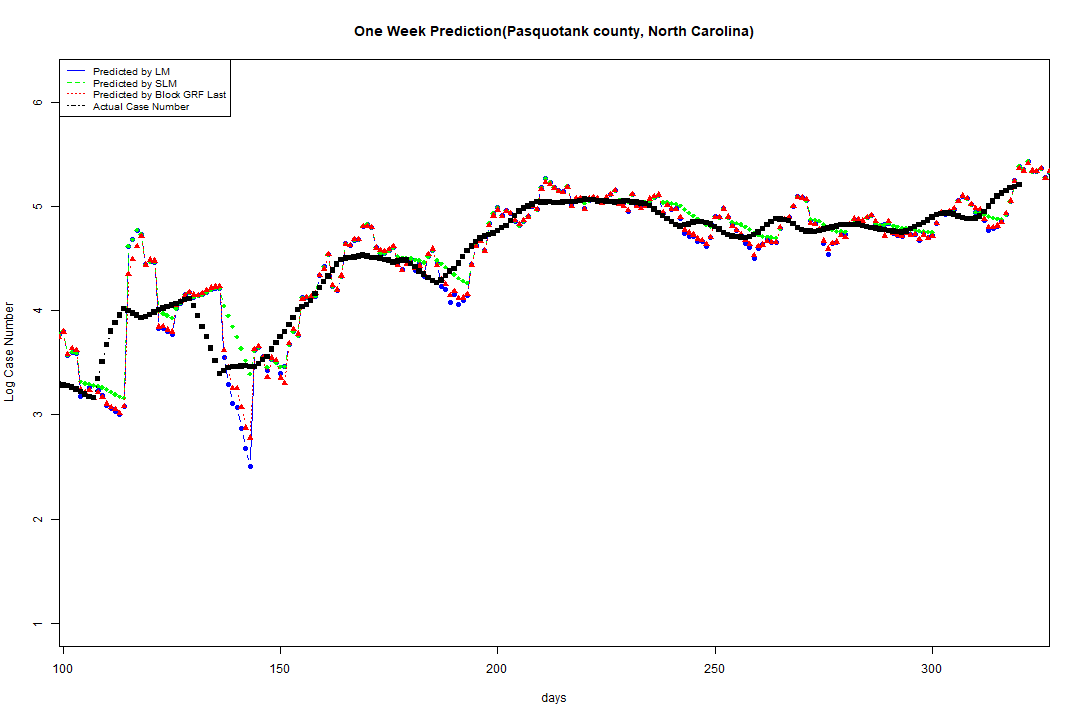 One Week Prediction(Pasquotank county, North Carolina)
Predicted by LM
Predicted by SLM
Predicted by Block GRF Last
Actual Case Number
Log Case Number
6
5
4
3
2
1
100 150 200 250 300
days